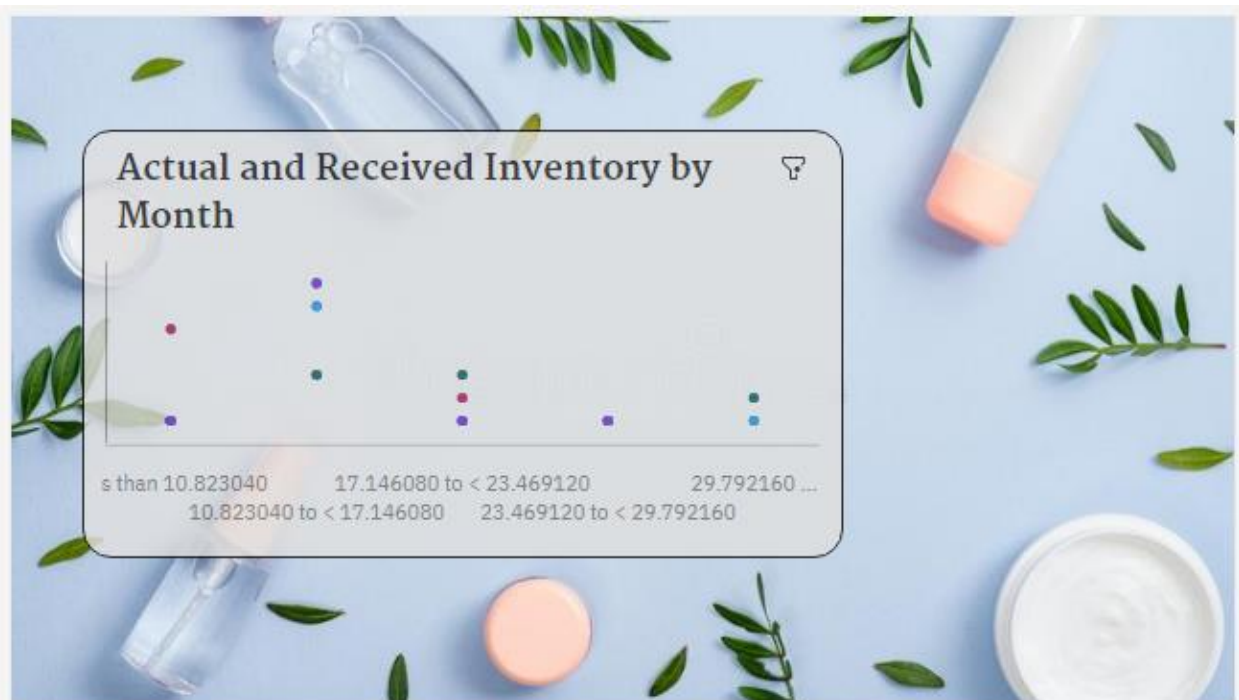 Actual and Received Inventory by
Month
s than 10.823040
17.146080 to < 23.469120
29.792160 ...
10.823040 to < 17.146080
23.469120 to < 29.792160